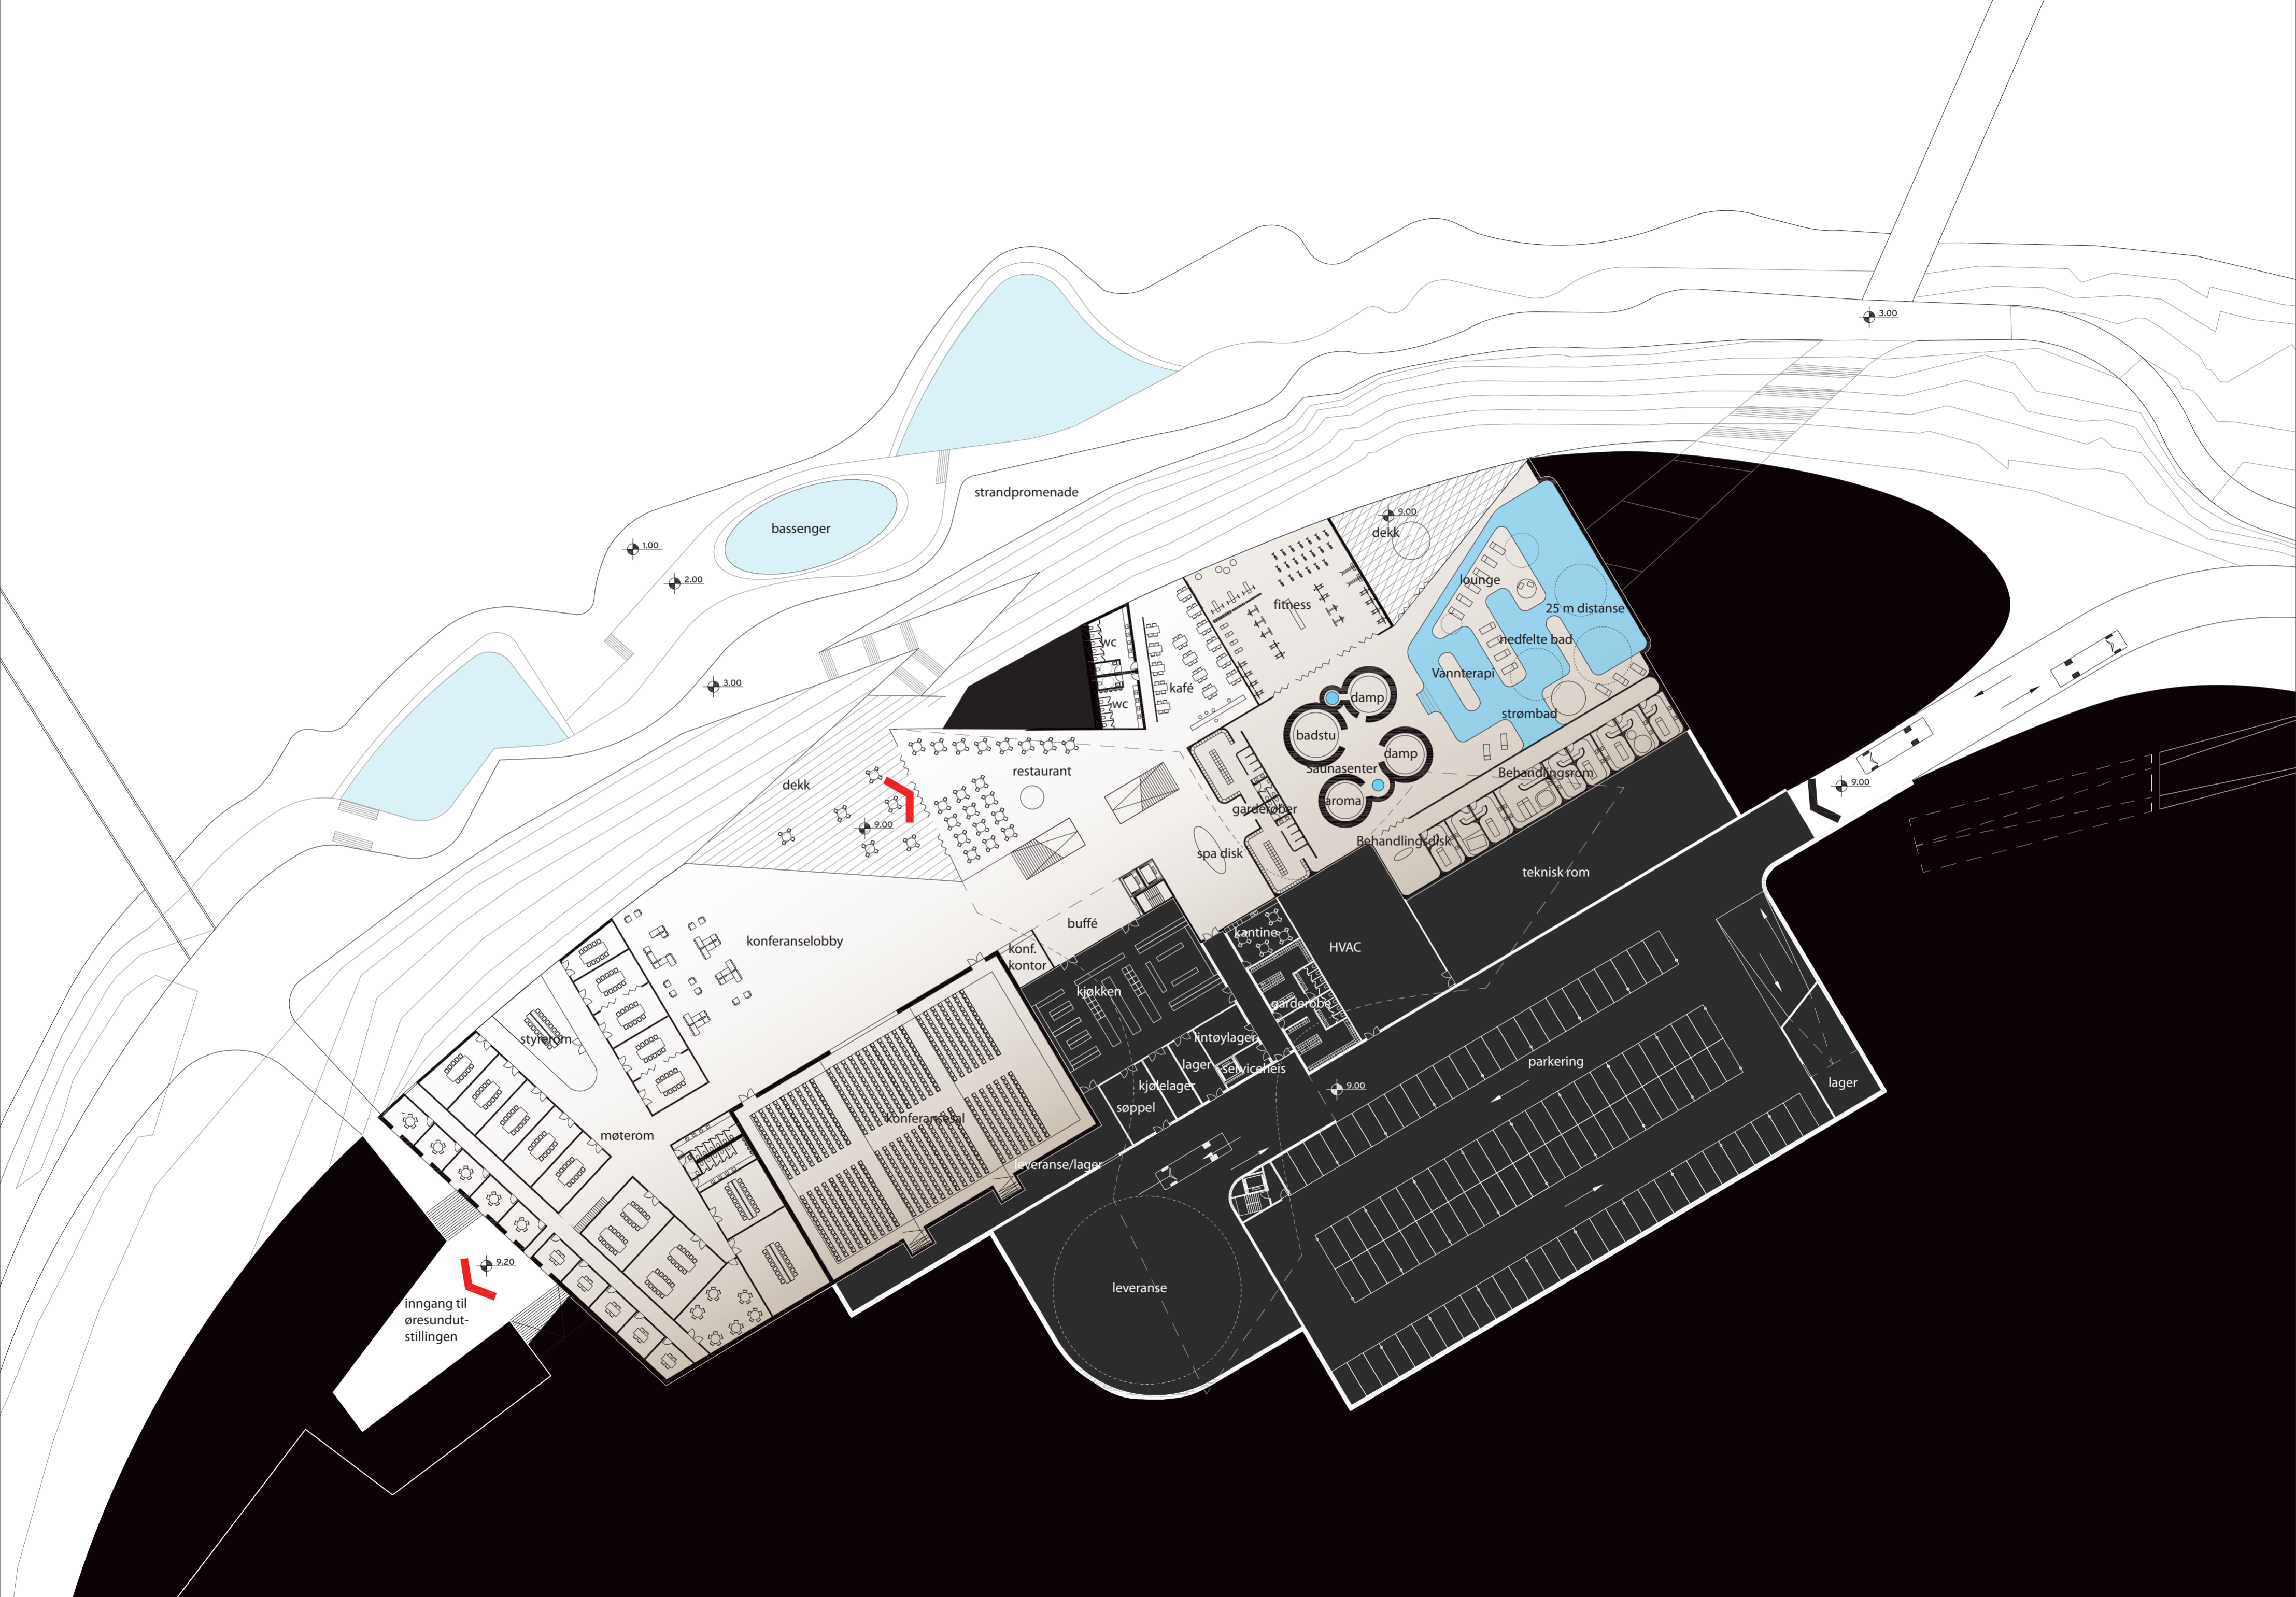 3.00
strandpromenade
9.00
dekk
bassenger
1.00
2.00
lounge
fitness
25 m distanse
nedfelte bad
wc
Vannterapi
kafé
3.00
damp
wc
strømbad
badstu
damp
Saunasenter
restaurant
Behandlingsrom
dekk
9.00
aroma
garderøber
9.00
Behandlingsdisk
spa disk
teknisk rom
buffé
kantine
konferanselobby
HVAC
konf.
kontor
kjøkken
garderobe
styrerom
lintøylager
lager
serviceheis
parkering
kjølelager
9.00
lager
søppel
konferansesal
møterom
leveranse/lager
9.20
leveranse
inngang til
øresundut-
stillingen